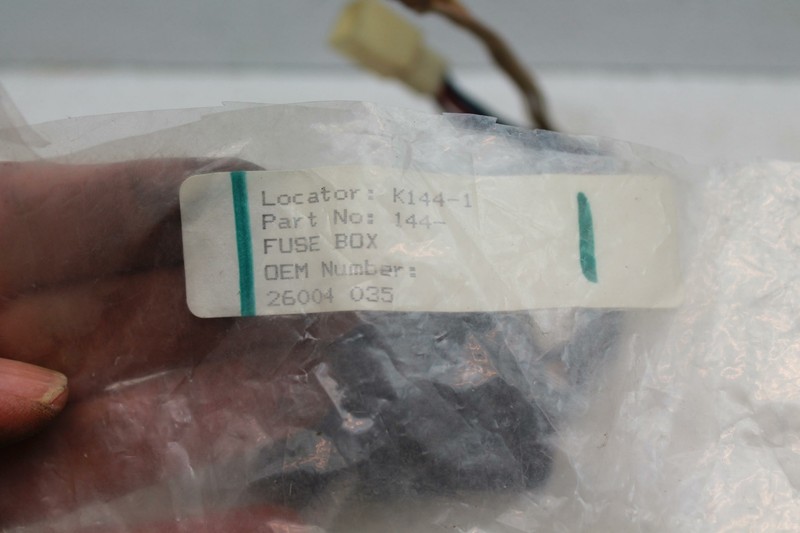 Locator: K144-1
Part No: 144-
FUSE BOX
OEM Number:
26004 035